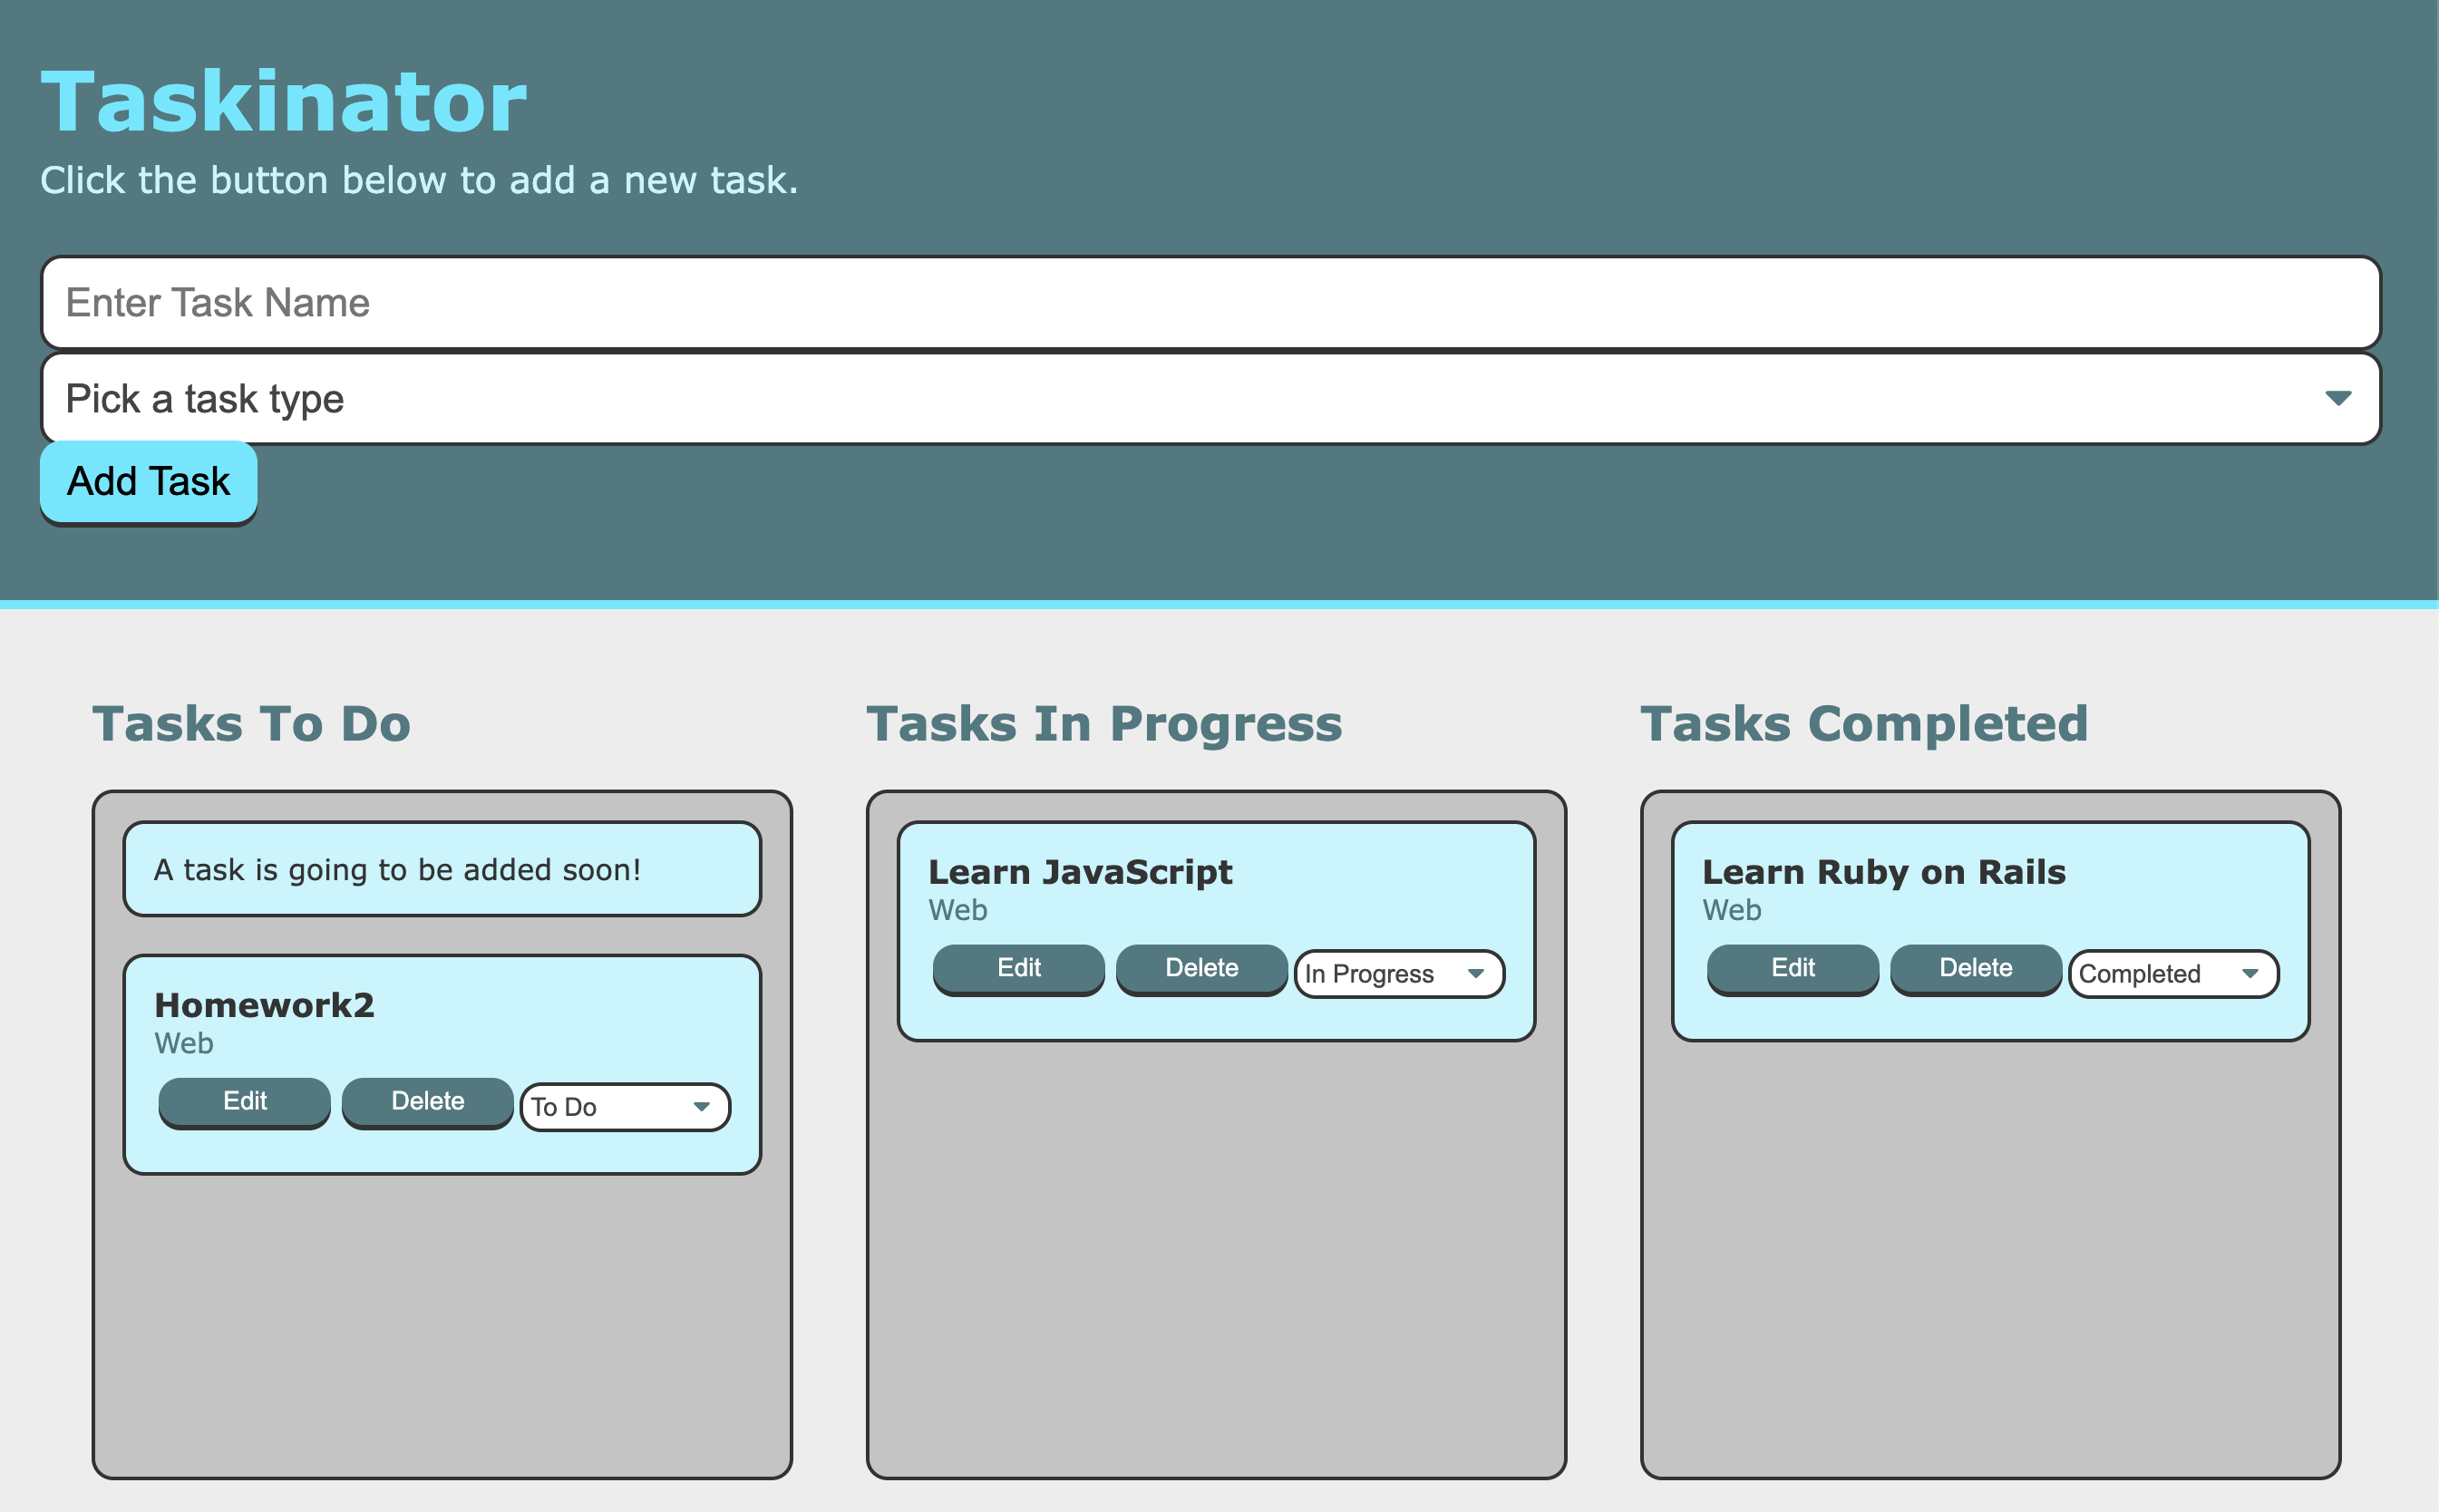 Taskinator
Click the button below to add a new task.
Enter Task Name
Pick a task type
Add Task
Tasks To Do
A task is going to be added soon!
Homework2
Web
Edit Delete To Do
Tasks In Progress
Learn JavaScript
Web
Edit Delete In Progress
Tasks Completed
Learn Ruby on Rails
Web
Edit Delete Completed